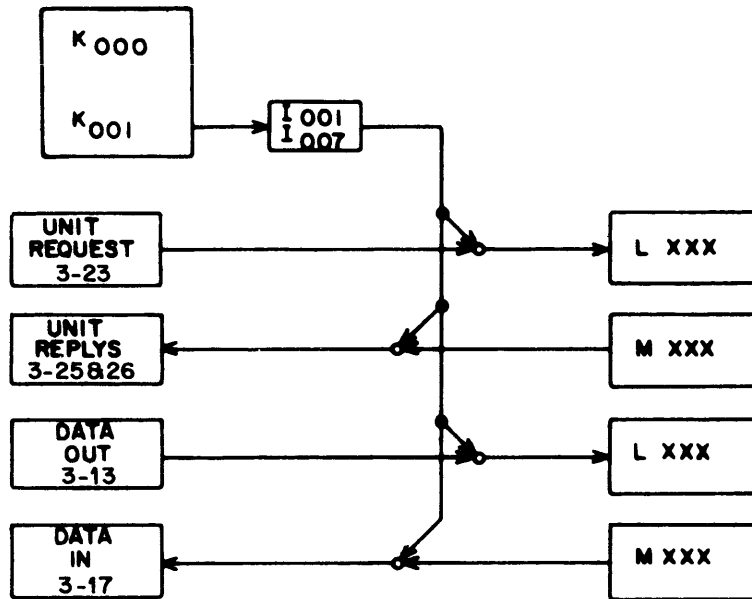 K000
K001
I001
I007
UNIT
REQUEST
3-23
L XXX
UNIT
REPLYS
3-25&26
M XXX
DATA
OUT
3-13
L XXX
DATA
IN
3-17
M XXX